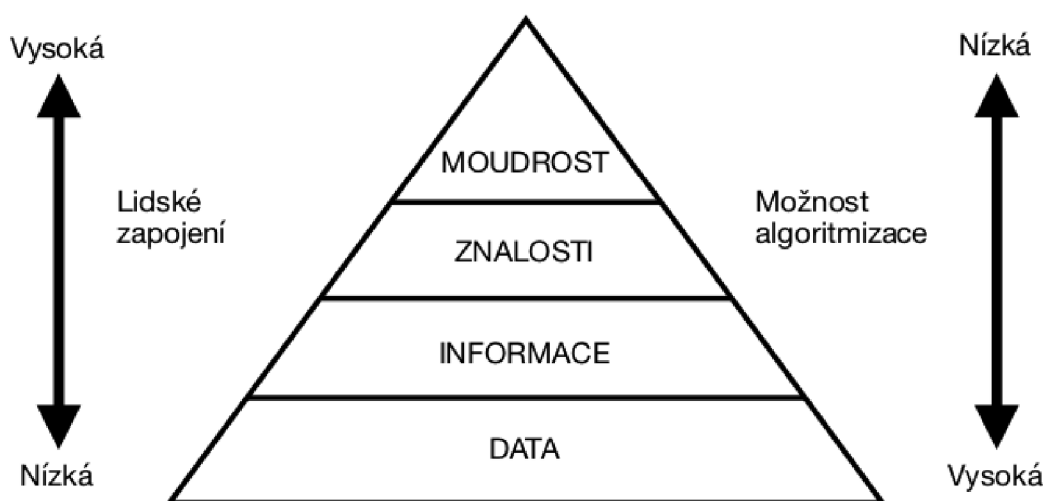 Vysoká
Nízká
MOUDROST
Lidské
zapojení
Možnost
algoritmizace
ZNALOSTI
INFORMACE
DATA
Nízká
Vysoká